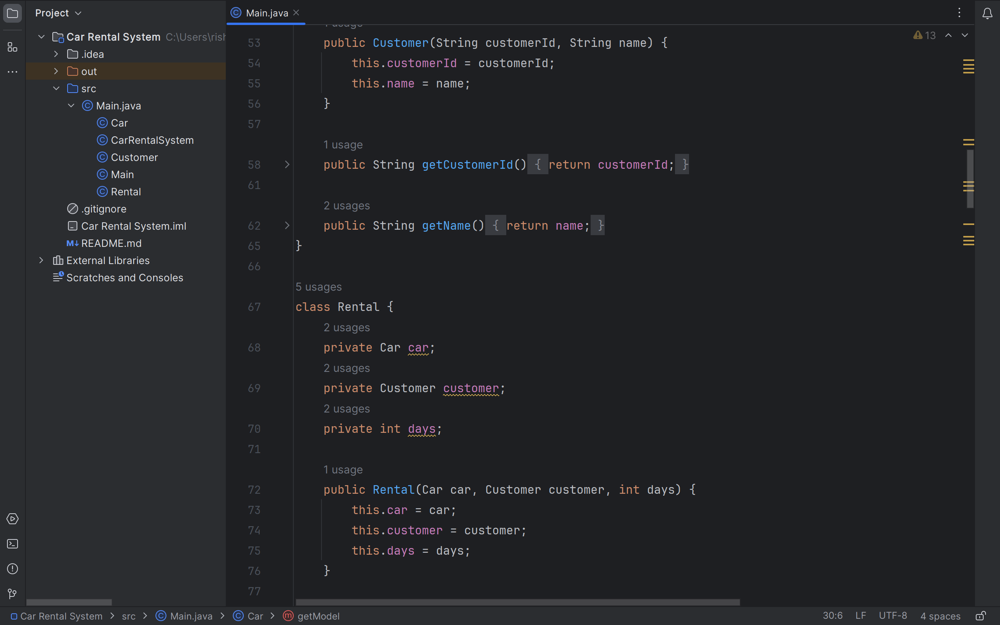 Project
Car Rental System C:\Users\rish
.idea
out
src
Main.java
Car
CarRentalSystem
Customer
Main
Rental
.gitignore
Car Rental System.iml
README.md
External Libraries
Scratches and Consoles
Main.java
13
53 public Customer(String customerId, String name) {
54 this.customerId = customerId;
55 this.name = name;
56 }
57
1 usage
58 public String getCustomerId() { return customerId; }
61
2 usages
62 public String getName() { return name; }
65 }
66
5 usages
67 class Rental {
2 usages
68 private Car car;
2 usages
69 private Customer customer;
2 usages
70 private int days;
71
1 usage
72 public Rental(Car car, Customer customer, int days) {
73 this.car = car;
74 this.customer = customer;
75 this.days = days;
76 }
77
Car Rental System > src > Main.java > Car > getModel
30:6 LF UTF-8 4 spaces